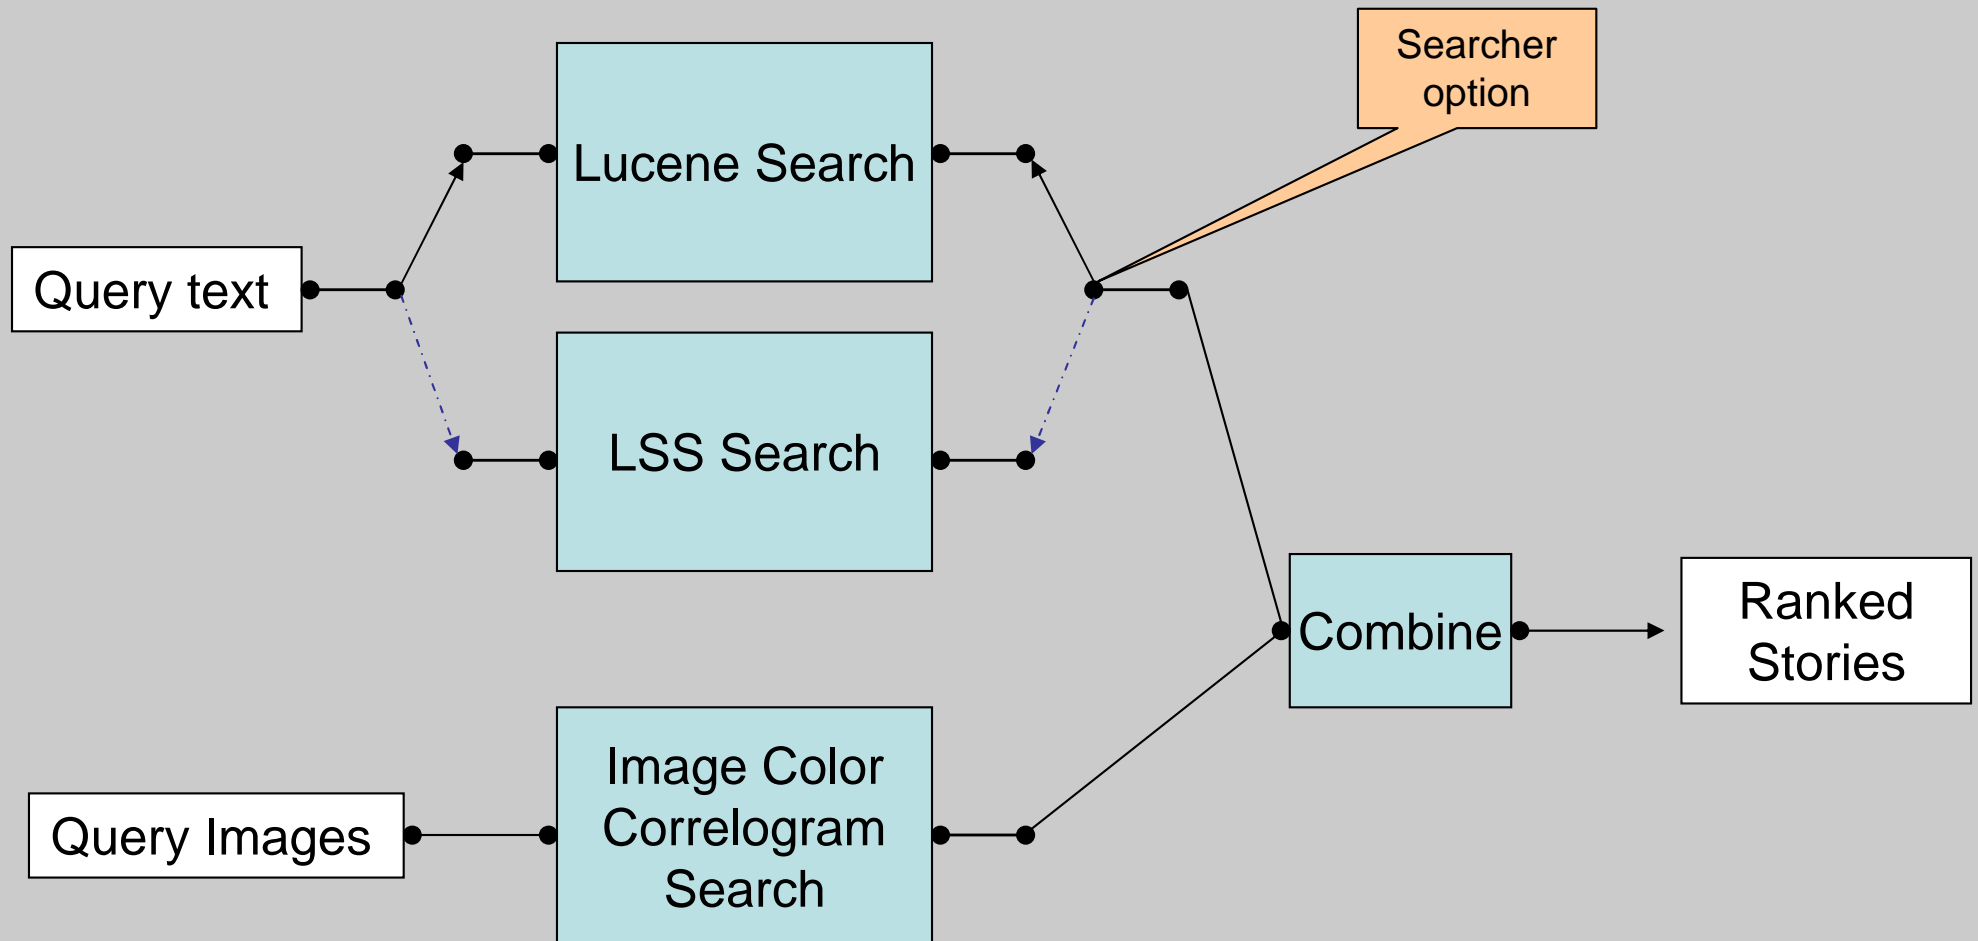 Searcher
option
Lucene Search
Query text
LSS Search
Combine
Ranked
Stories
Image Color
Correlogram
Search
Query Images